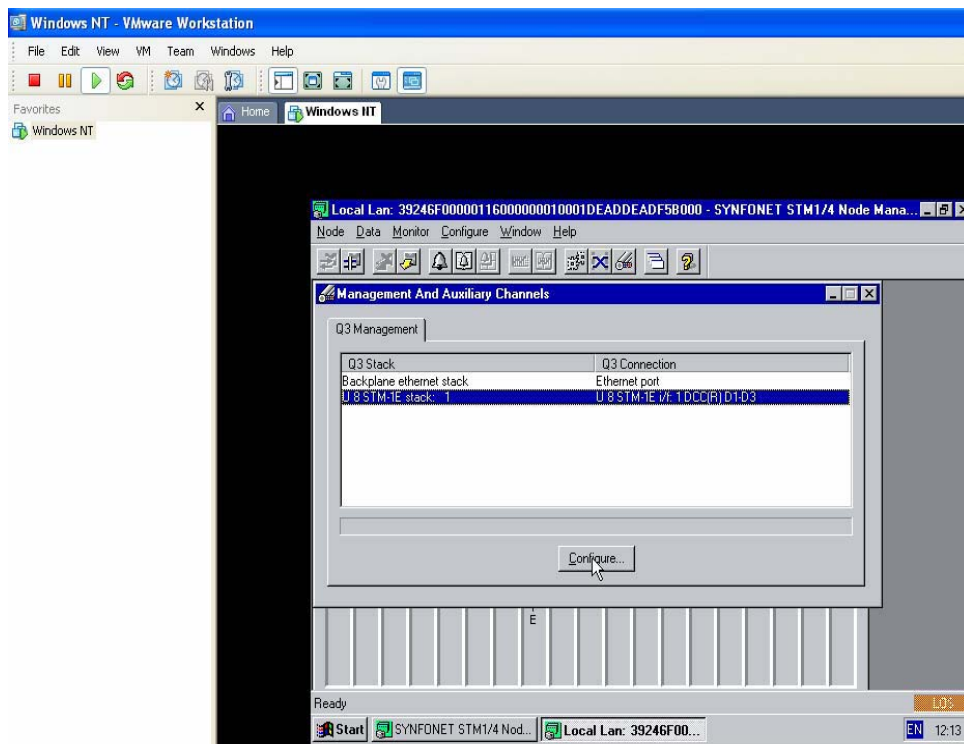 Windows NT - VMware Workstation
File Edit View VM Team Windows Help
Favorites X
Windows NT
Home Windows NT
Local Lan: 39246F00000116000000010001DEADDEADF5B000 - SYNFONET STM1/4 Node Mana...
Node Data Monitor Configure Window Help
Management And Auxiliary Channels
Q3 Management
Q3 Stack Q3 Connection
Backplane ethernet stack Ethernet port
U 8 STM-1E stack: 1 U 8 STM-1E i/f: 1 DCC(R) D1-D3
Configure...
E
Ready LOS
Start SYNFONET STM1/4 Nod... Local Lan: 39246F00... EN 12:13